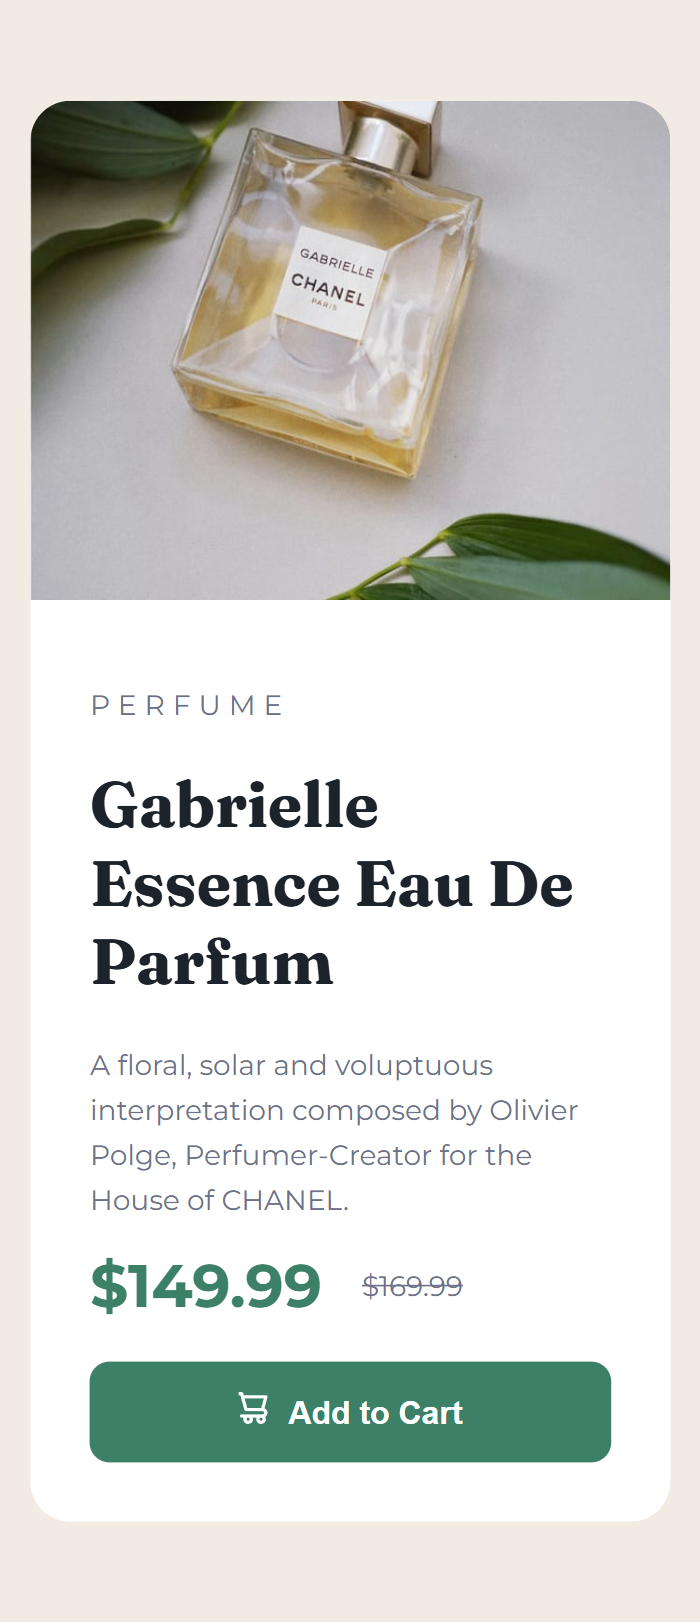 GABRIELLE
CHANEL
PARIS
PERFUME
Gabrielle
Essence Eau De
Parfum
A floral, solar and voluptuous
interpretation composed by Olivier
Polge, Perfumer-Creator for the
House of CHANEL.
$149.99 $169.99
Add to Cart